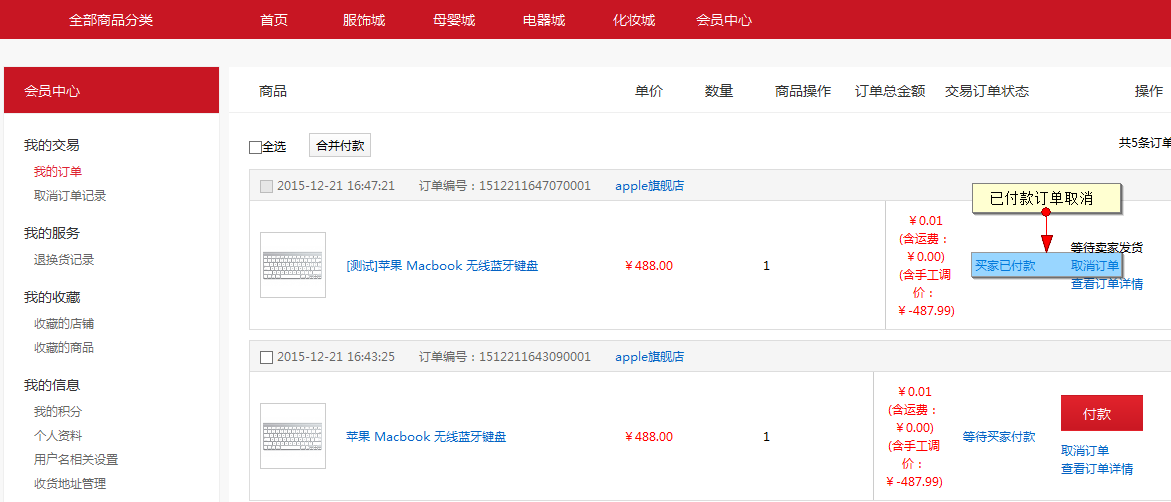 全部商品分类 首页 服饰城 母婴城 电器城 化妆城 会员中心
会员中心
我的交易
我的订单
取消订单记录
我的服务
退换货记录
我的收藏
收藏的店铺
收藏的商品
我的信息
我的积分
个人资料
用户名相关设置
收货地址管理
商品 单价 数量 商品操作 订单总金额 交易订单状态 操作
全选 合并付款 共5条订单
2015-12-21 16:47:21 订单编号：1512211647070001 apple旗舰店
已付款订单取消
[测试]苹果 Macbook 无线蓝牙键盘 ￥488.00 1
￥0.01
(含运费：
￥0.00)
(含手工调
价：
￥-487.99)
买家已付款
等待卖家发货
取消订单
查看订单详情
2015-12-21 16:43:25 订单编号：1512211643090001 apple旗舰店
苹果 Macbook 无线蓝牙键盘 ￥488.00 1
￥0.01
(含运费：
￥0.00)
(含手工调
价：
￥-487.99)
等待买家付款
付款
取消订单
查看订单详情